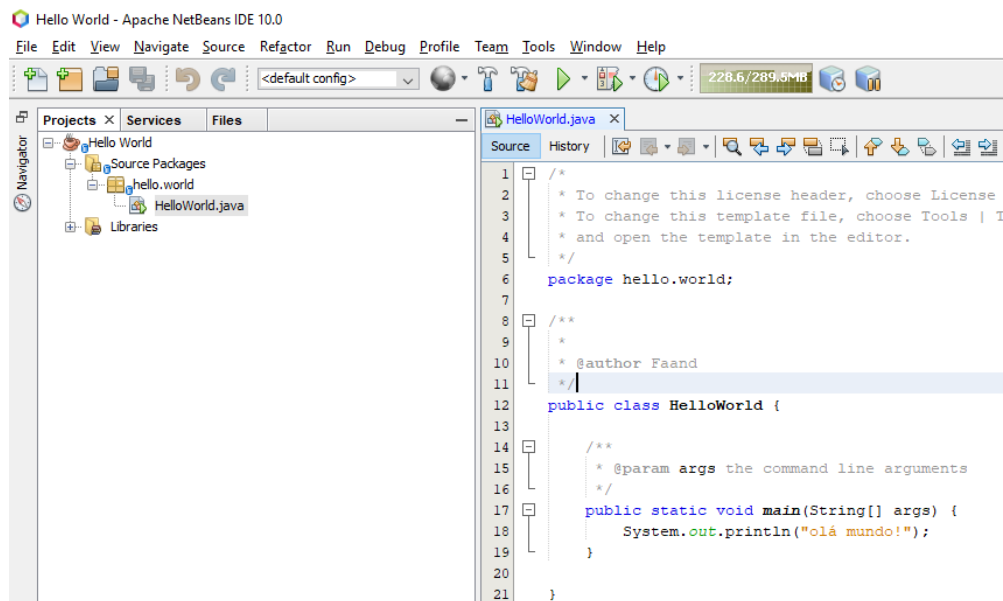 Hello World - Apache NetBeans IDE 10.0
File Edit View Navigate Source Refactor Run Debug Profile Team Tools Window Help
<default config> 228.6/289.5MB
Projects Services Files
Navigator
Hello World
Source Packages
hello.world
HelloWorld.java
Libraries
HelloWorld.java
Source History
1 /*
2 * To change this license header, choose License
3 * To change this template file, choose Tools | T
4 * and open the template in the editor.
5 */
6 package hello.world;
7
8 /**
9 *
10 * @author Faand
11 */
12 public class HelloWorld {
13
14 /**
15 * @param args the command line arguments
16 */
17 public static void main(String[] args) {
18 System.out.println("olá mundo!");
19 }
20
21 }